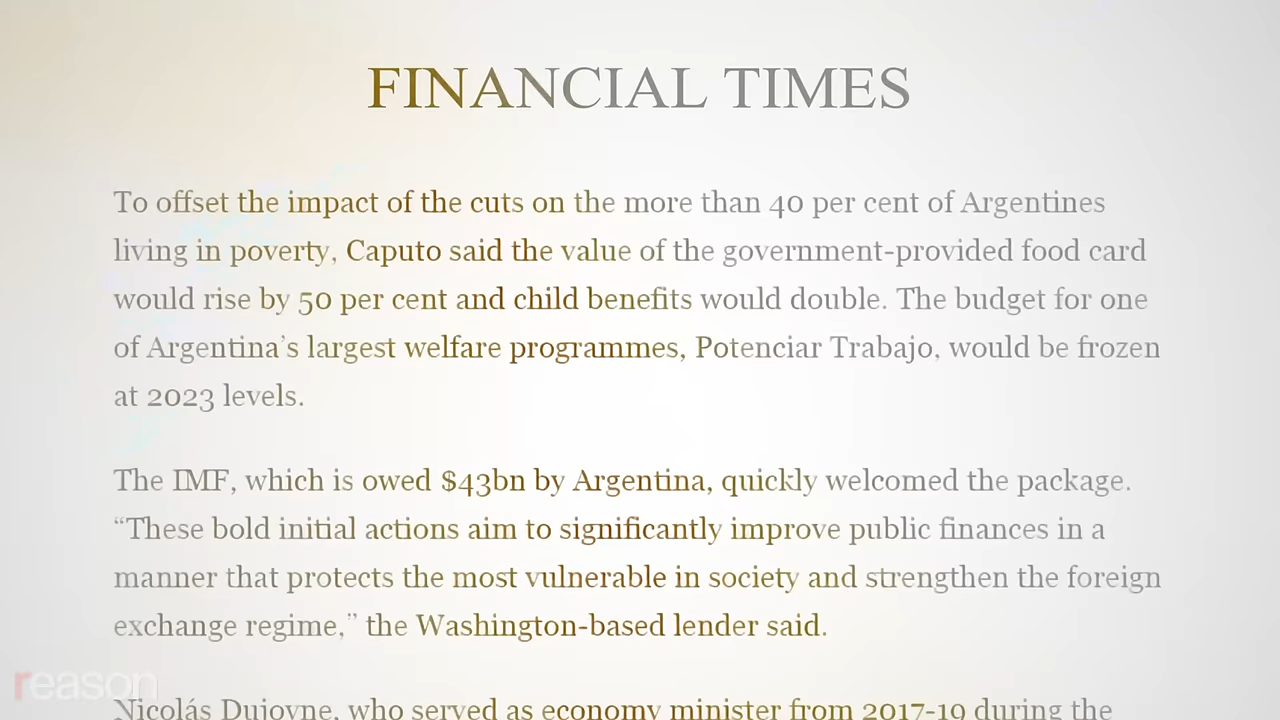 FINANCIAL TIMES
To offset the impact of the cuts on the more than 40 per cent of Argentines
living in poverty, Caputo said the value of the government-provided food card
would rise by 50 per cent and child benefits would double. The budget for one
of Argentina’s largest welfare programmes, Potenciar Trabajo, would be frozen
at 2023 levels.
The IMF, which is owed $43bn by Argentina, quickly welcomed the package.
“These bold initial actions aim to significantly improve public finances in a
manner that protects the most vulnerable in society and strengthen the foreign
exchange regime,” the Washington-based lender said.
reason
Nicolás Dujovne, who served as economy minister from 2017-19 during the